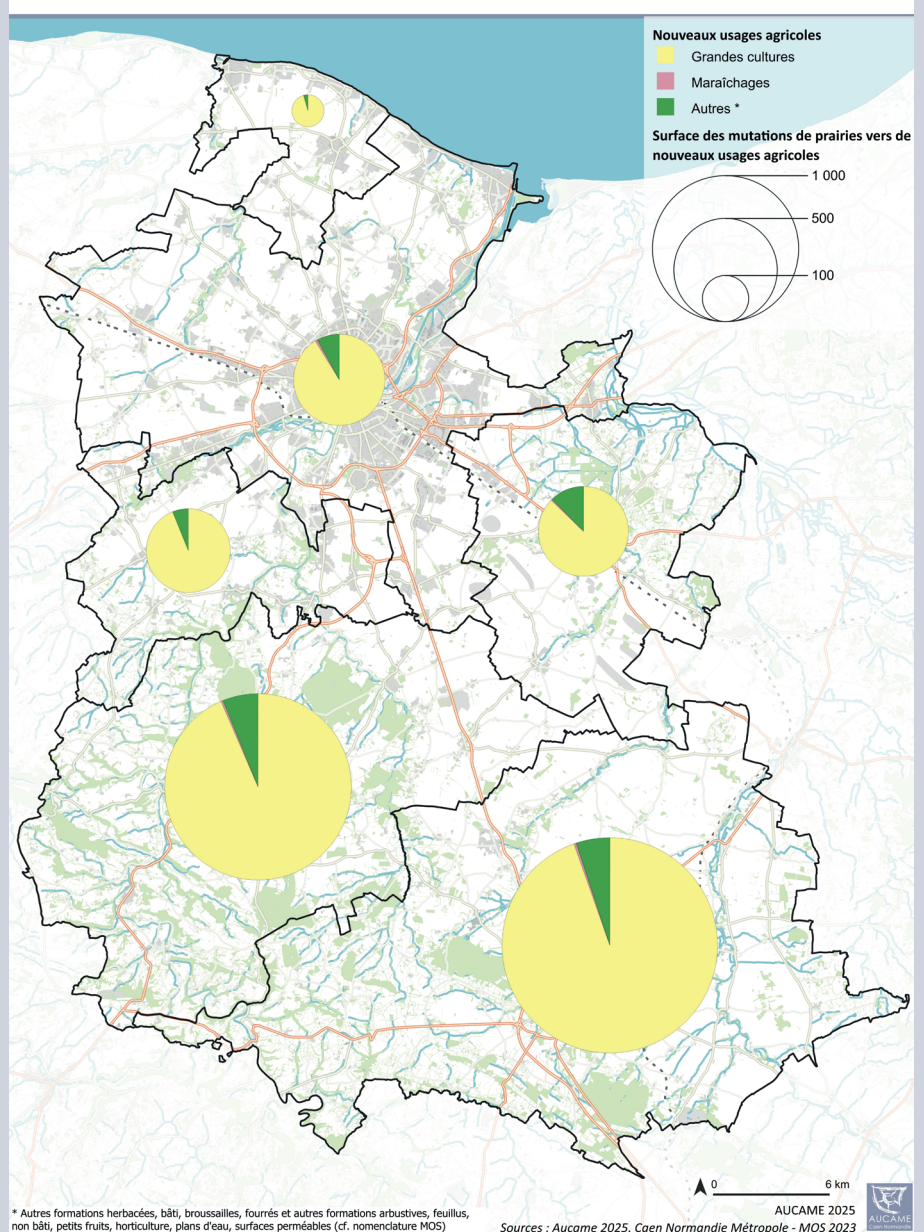 Nouveaux usages agricoles
Grandes cultures
Maraîchages
Autres *
Surface des mutations de prairies vers de
nouveaux usages agricoles
1 000
500
100
0 6 km
AUCAME 2025
AUCAME
* Autres formations herbacées, bâti, broussailles, fourrés et autres formations arbustives, feuillus,
non bâti, petits fruits, horticulture, plans d'eau, surfaces perméables (cf. nomenclature MOS)
Sources : Aucame 2025, Caen Normandie Métropole - MOS 2023